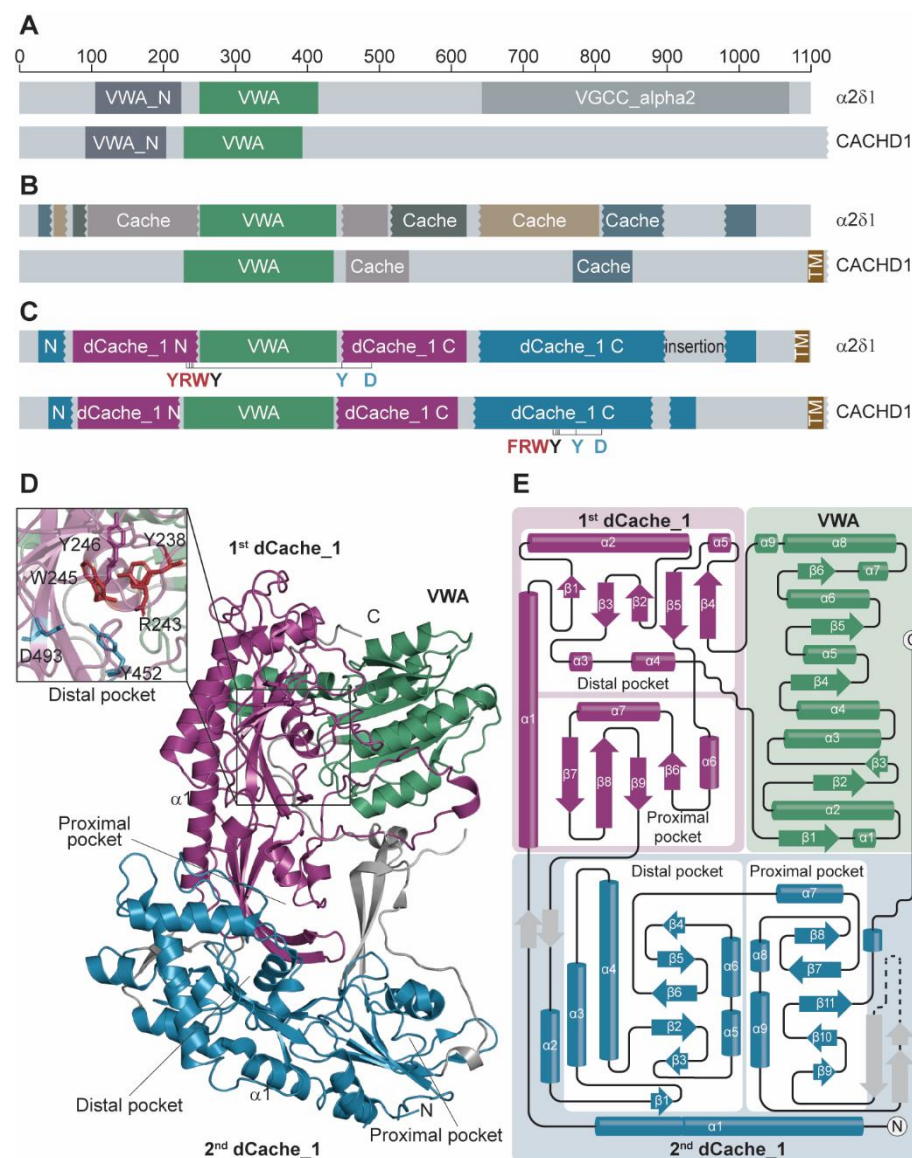 A
0 100 200 300 400 500 600 700 800 900 1000 1100
VWA_N VWA VGCC_alpha2 α2δ1
VWA_N VWA CACHD1
B
Cache VWA Cache Cache Cache α2δ1
VWA Cache Cache TM CACHD1
C
N dCache_1 N VWA dCache_1 C dCache_1 C insertion TM α2δ1
YRWY Y D
N dCache_1 N VWA dCache_1 C dCache_1 C TM CACHD1
FRWY Y D
D
Y246 Y238
W245
R243
D493
Y452
Distal pocket
1st dCache_1
VWA
C
α1
Proximal
pocket
Distal pocket
α1
N
Proximal pocket
2nd dCache_1
E
1st dCache_1
α2 α5
β1 β3 β2 β5 β4
α3 α4
Distal pocket
α1
α7
β7 β8 β9 β6 α6
Proximal
pocket
VWA
α9 α8
β6 α7
α6
β5
α5
β4
α4
α3
β3
β2
α2
β1 α1
C
Distal pocket
Proximal pocket
α7
β4
β5
β6
β2
β3
β1
α2 α3 α4
α6
α5
α8
α9
β8
β7
β11
β10
β9
α1
N
2nd dCache_1